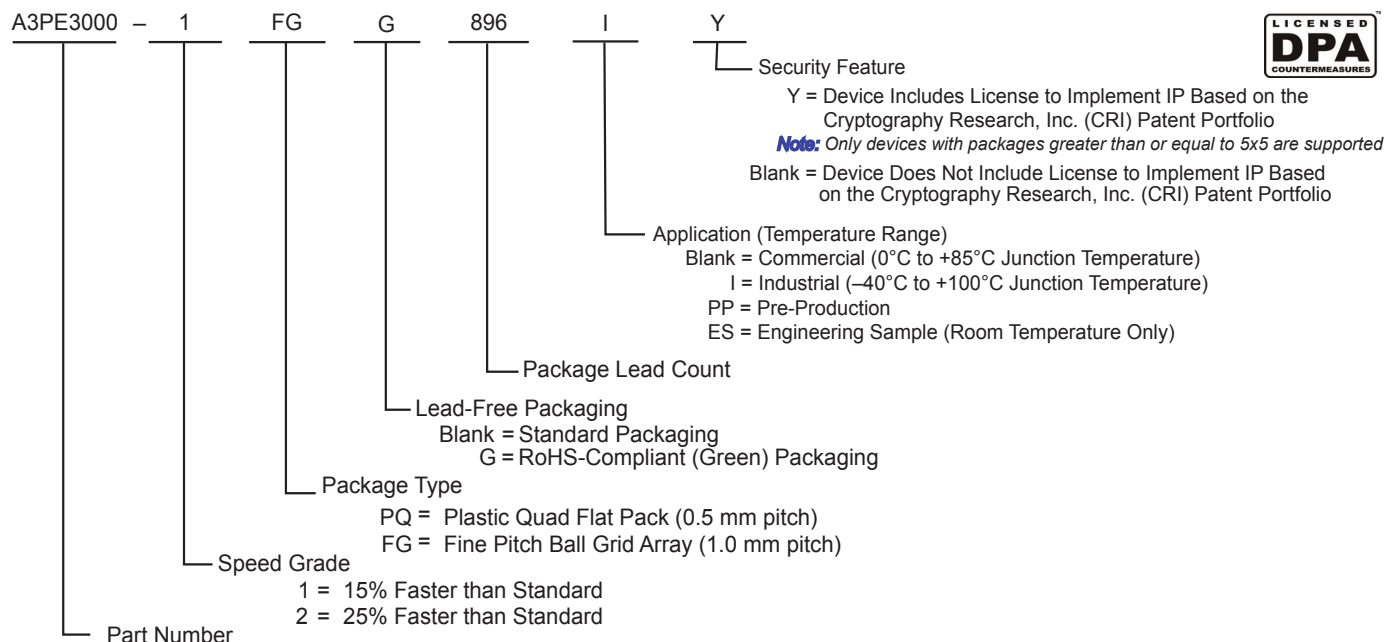 A3PE3000 – 1 FG G 896 I Y
LICENSED™
DPA
COUNTERMEASURES
Security Feature
Y = Device Includes License to Implement IP Based on the
Cryptography Research, Inc. (CRI) Patent Portfolio
Note: Only devices with packages greater than or equal to 5x5 are supported
Blank = Device Does Not Include License to Implement IP Based
on the Cryptography Research, Inc. (CRI) Patent Portfolio
Application (Temperature Range)
Blank = Commercial (0°C to +85°C Junction Temperature)
I = Industrial (–40°C to +100°C Junction Temperature)
PP = Pre-Production
ES = Engineering Sample (Room Temperature Only)
Package Lead Count
Lead-Free Packaging
Blank = Standard Packaging
G = RoHS-Compliant (Green) Packaging
Package Type
PQ = Plastic Quad Flat Pack (0.5 mm pitch)
FG = Fine Pitch Ball Grid Array (1.0 mm pitch)
Speed Grade
1 = 15% Faster than Standard
2 = 25% Faster than Standard
Part Number